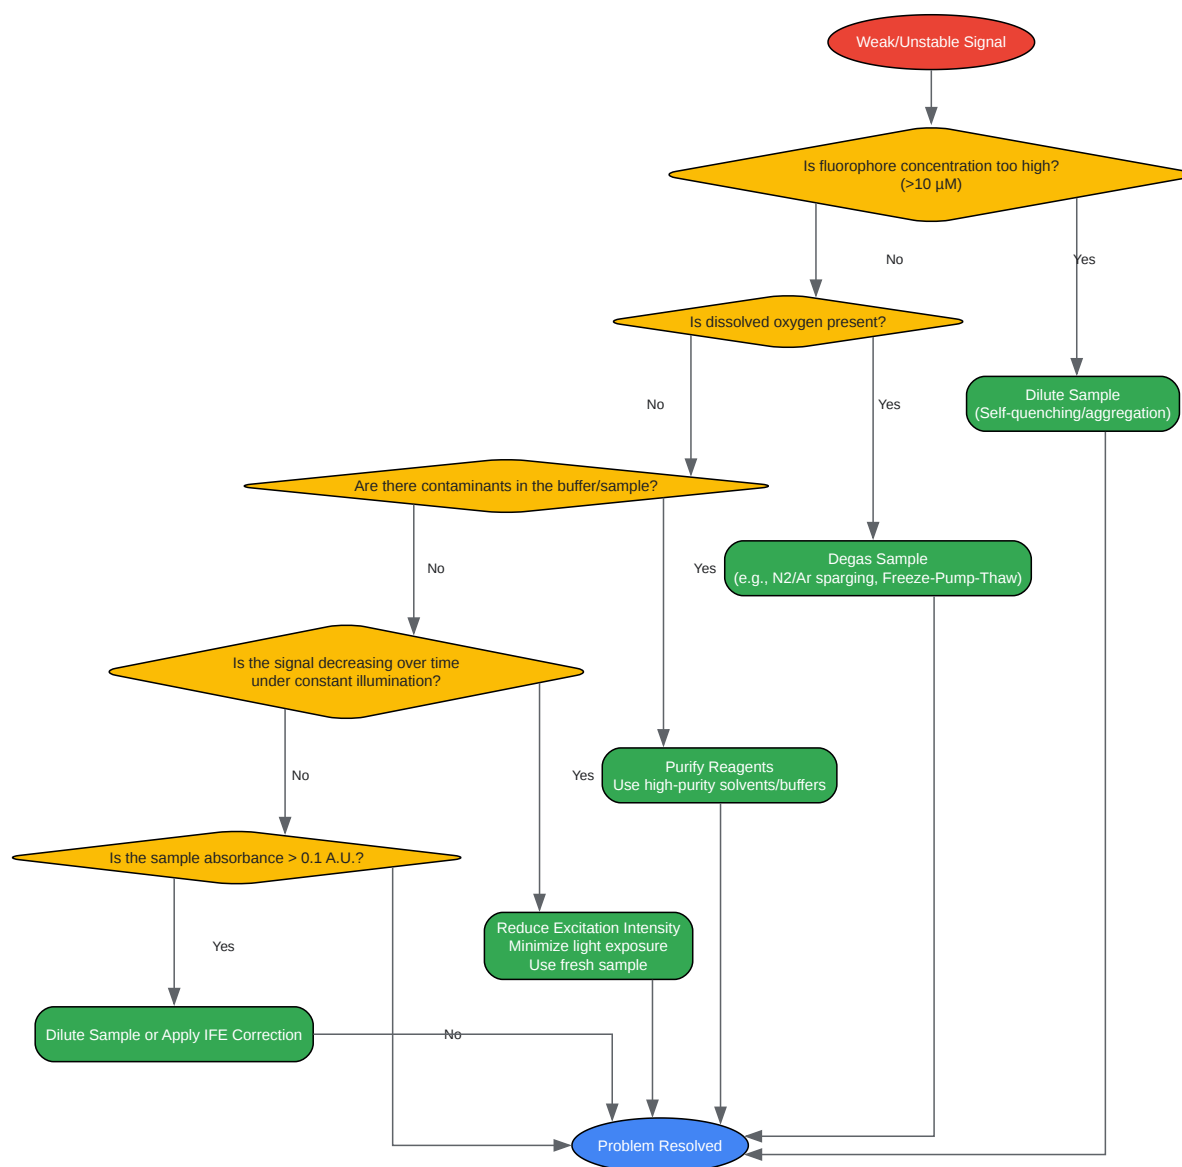 Weak/Unstable Signal
Is fluorophore concentration too high?
(>10 µM)
No
Yes
Is dissolved oxygen present?
Dilute Sample
(Self-quenching/aggregation)
No
Yes
Are there contaminants in the buffer/sample?
Degas Sample
(e.g., N2/Ar sparging, Freeze-Pump-Thaw)
No
Yes
Is the signal decreasing over time
under constant illumination?
Purify Reagents
Use high-purity solvents/buffers
No
Yes
Is the sample absorbance > 0.1 A.U.?
Reduce Excitation Intensity
Minimize light exposure
Use fresh sample
Yes
Dilute Sample or Apply IFE Correction
No
Problem Resolved